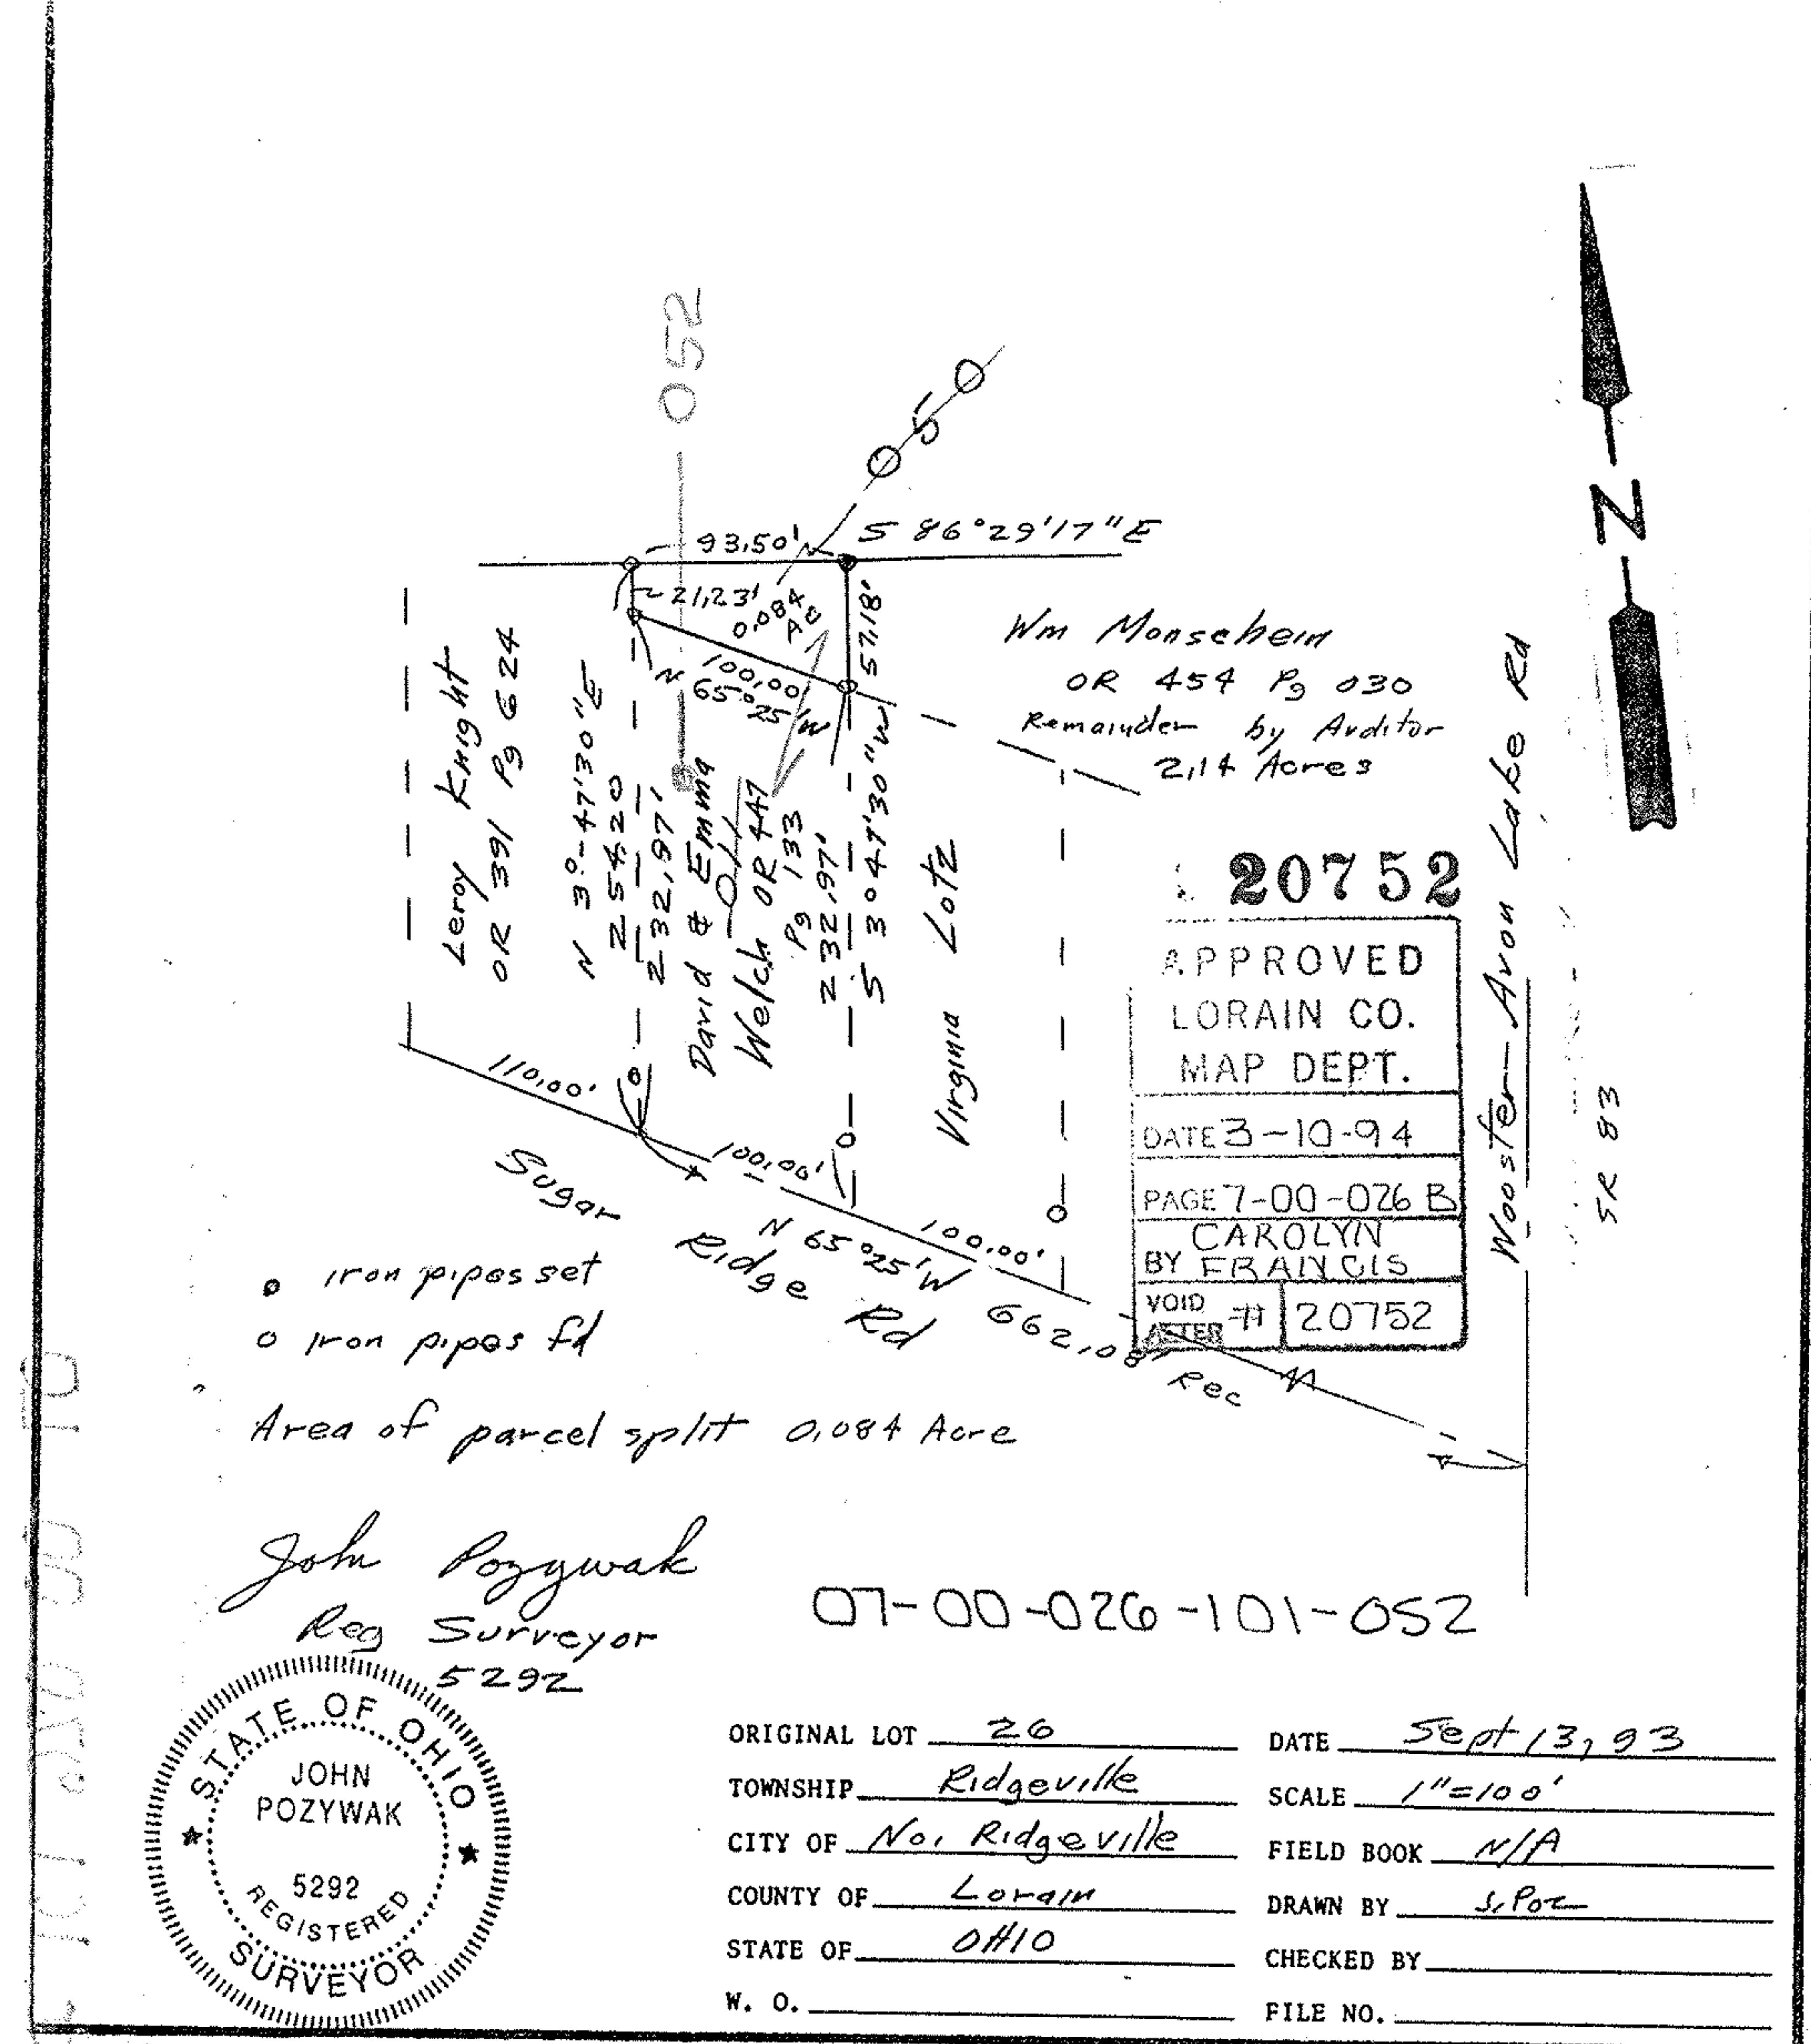 052
050
93.50'
S 86°29'17"E
21.23'
0.084
Ac
57.18'
100.00
N 65°25'W
Wm Monschein
OR 454 Pg 030
Remainder by Auditor
2.14 Acres
Leroy Knight
OR 391 Pg 624
N 3°-47'30"E
254.20
232.97'
David & Emma
Welch OR 447
Pg 133
011
232.97'
S 3°47'30"W
Virginia Lotz
Wooster-Avon Lake Rd
SR 83
N
20752
APPROVED
LORAIN CO.
MAP DEPT.
DATE 3-10-94
PAGE 7-00-026 B
CAROLYN
BY FRANCIS
VOID
AFTER # 20752
110.00'
100.00'
100.00'
Sugar Ridge Rd
N 65°25'W 662.08' Rec
iron pipes set
iron pipes fd
Area of parcel split 0.084 Acre
John Pozywak
Reg Surveyor
5292
07-00-026-101-052
STATE OF OHIO
JOHN
POZYWAK
5292
REGISTERED
SURVEYOR
ORIGINAL LOT 26
DATE Sept 13, 93
TOWNSHIP Ridgeville
SCALE 1"=100'
CITY OF No. Ridgeville
FIELD BOOK N/A
COUNTY OF Lorain
DRAWN BY J. Poz
STATE OF OHIO
CHECKED BY
W. O.
FILE NO.